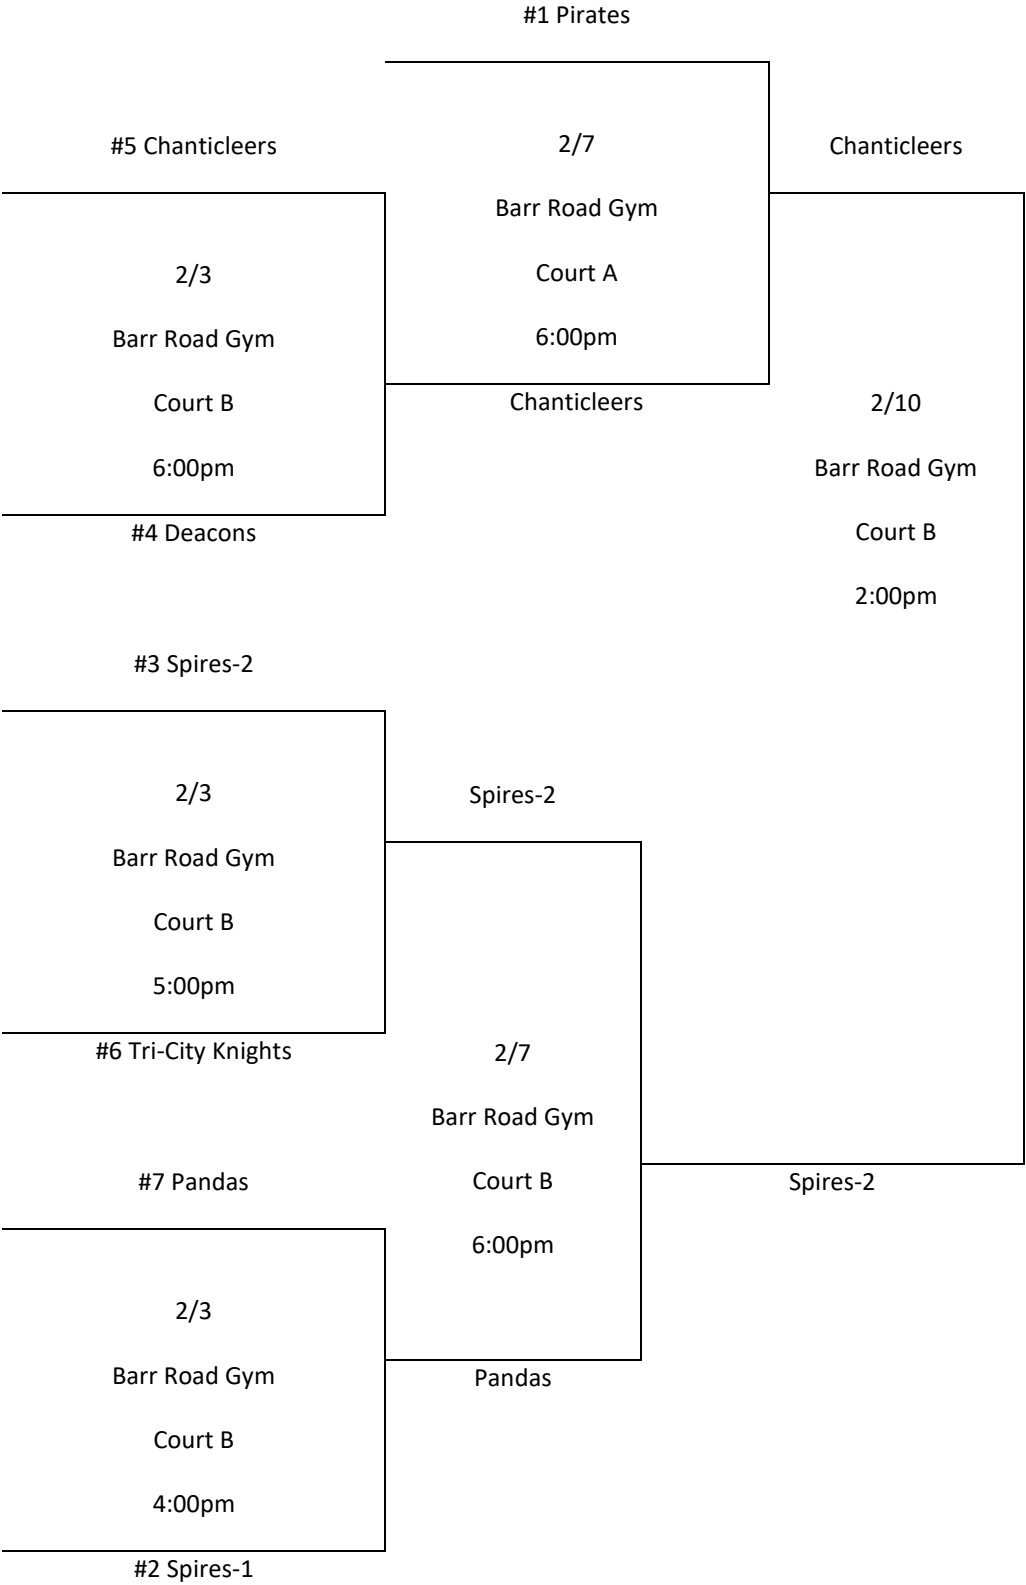 #1 Pirates
#5 Chanticleers
2/7
Chanticleers
Barr Road Gym
2/3
Court A
Barr Road Gym
6:00pm
Court B
Chanticleers
2/10
6:00pm
Barr Road Gym
#4 Deacons
Court B
2:00pm
#3 Spires-2
2/3
Spires-2
Barr Road Gym
Court B
5:00pm
#6 Tri-City Knights
2/7
Barr Road Gym
#7 Pandas
Court B
Spires-2
6:00pm
2/3
Barr Road Gym
Pandas
Court B
4:00pm
#2 Spires-1